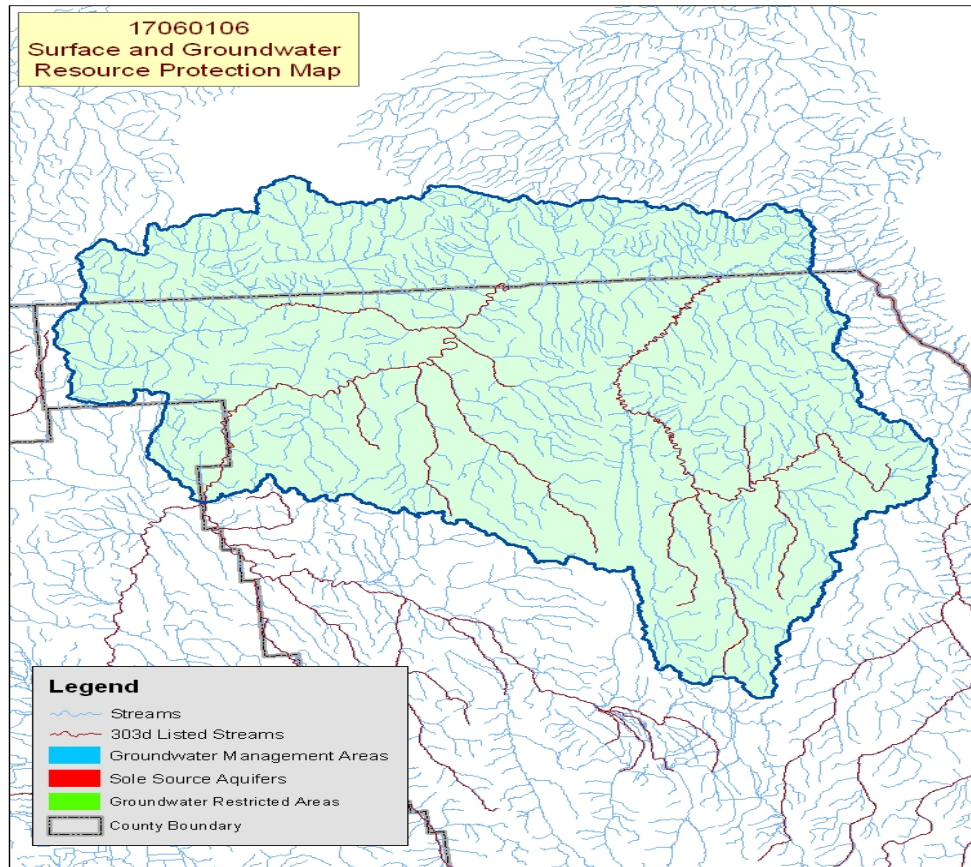 17060106
Surface and Groundwater
Resource Protection Map
Legend
Streams
303d Listed Streams
Groundwater Management Areas
Sole Source Aquifers
Groundwater Restricted Areas
County Boundary